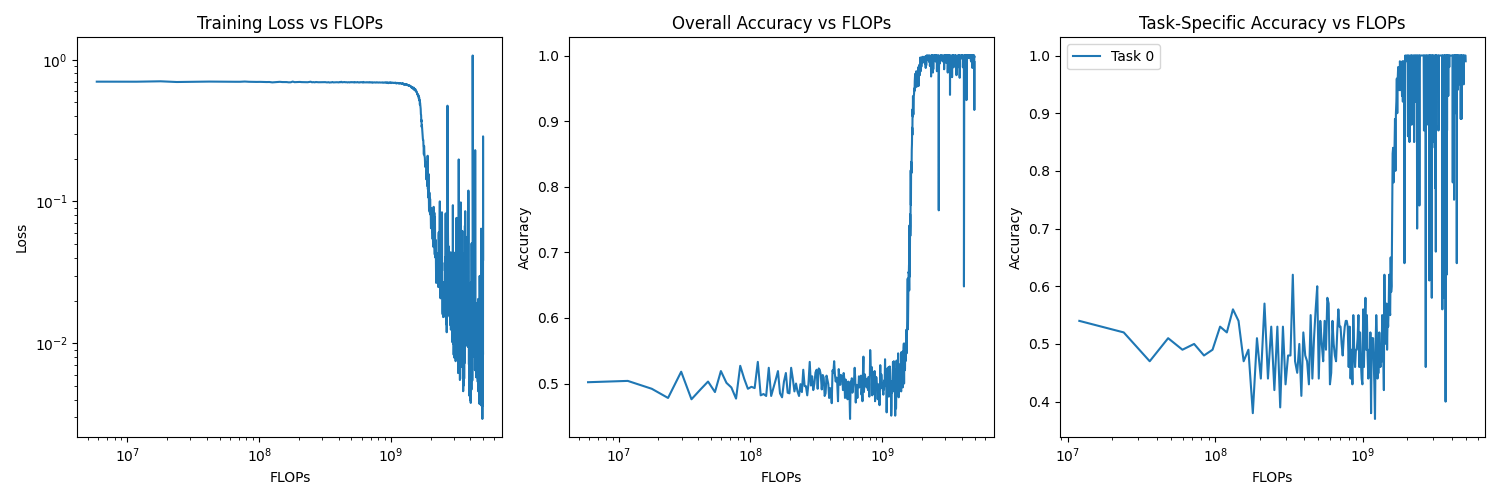 Training Loss vs FLOPs
10⁰
10⁻¹
10⁻²
Loss
10⁷
10⁸
10⁹
FLOPs
Overall Accuracy vs FLOPs
1.0
0.9
0.8
0.7
0.6
0.5
Accuracy
10⁷
10⁸
10⁹
FLOPs
Task-Specific Accuracy vs FLOPs
Task 0
1.0
0.9
0.8
0.7
0.6
0.5
0.4
Accuracy
10⁷
10⁸
10⁹
FLOPs